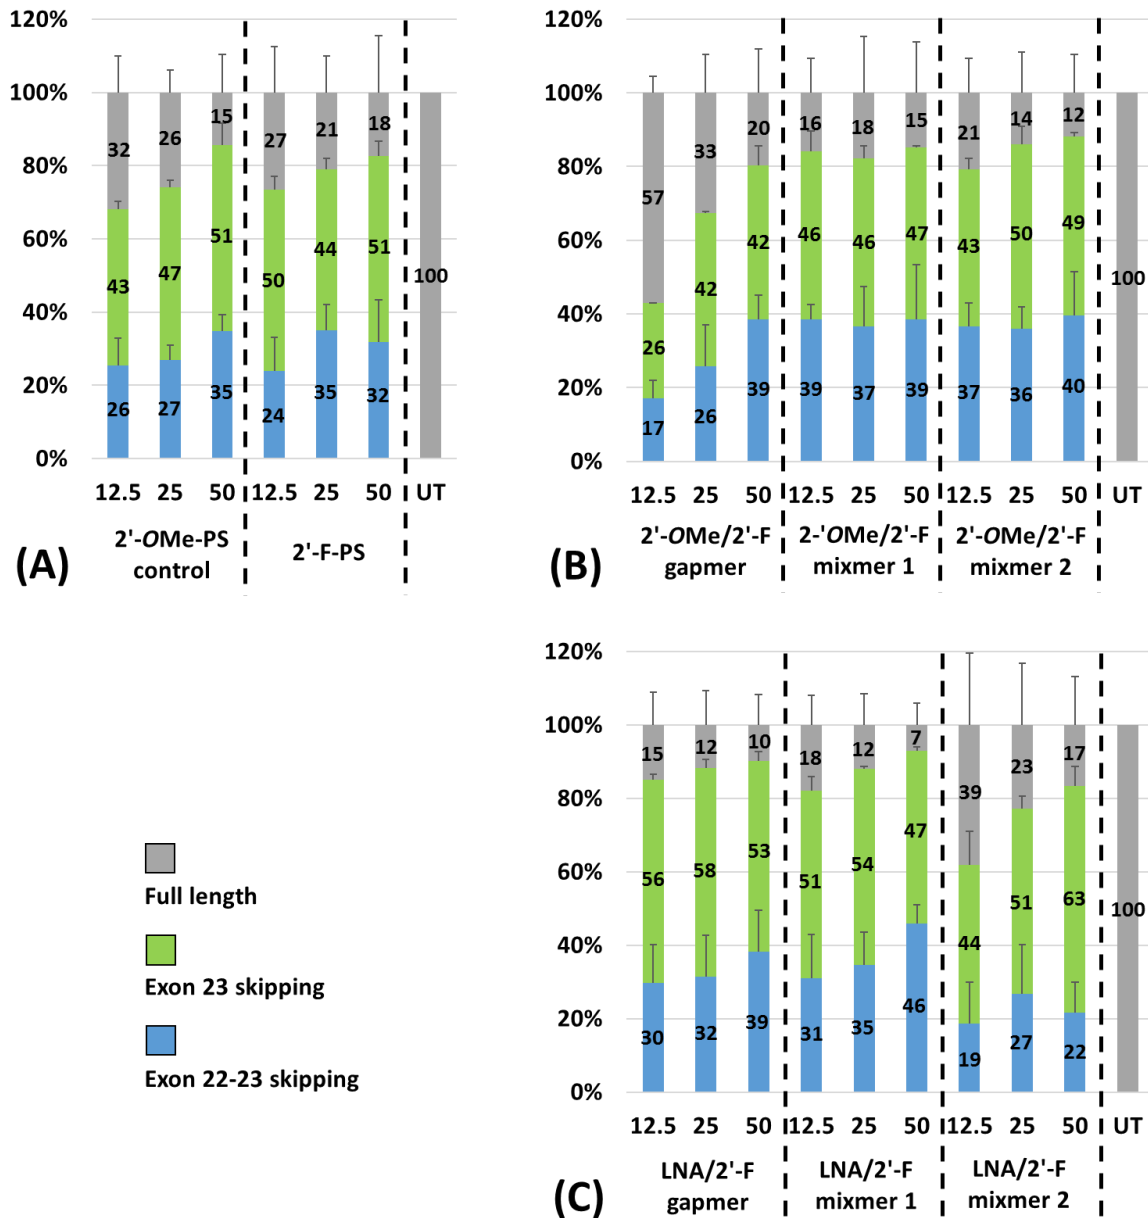 120%
100%
80%
60%
40%
20%
0%
32 26 15 27 21 18
43 47 51 50 44 51 100
26 27 35 24 35 32
12.5 25 50 12.5 25 50 UT
2'-OMe-PS
control
2'-F-PS
(A)
120%
100%
80%
60%
40%
20%
0%
57 33 20 16 18 15 21 14 12
26 42 42 46 46 47 43 50 49 100
17 26 39 39 37 39 37 36 40
12.5 25 50 12.5 25 50 12.5 25 50 UT
2'-OMe/2'-F
gapmer
2-'OMe/2'-F
mixmer 1
2'-OMe/2'-F
mixmer 2
(B)
Full length
Exon 23 skipping
Exon 22-23 skipping
120%
100%
80%
60%
40%
20%
0%
15 12 10 18 12 7 39 23 17
56 58 53 51 54 47 44 51 63 100
30 32 39 31 35 46 19 27 22
12.5 25 50 12.5 25 50 12.5 25 50 UT
LNA/2'-F
gapmer
LNA/2'-F
mixmer 1
LNA/2'-F
mixmer 2
(C)